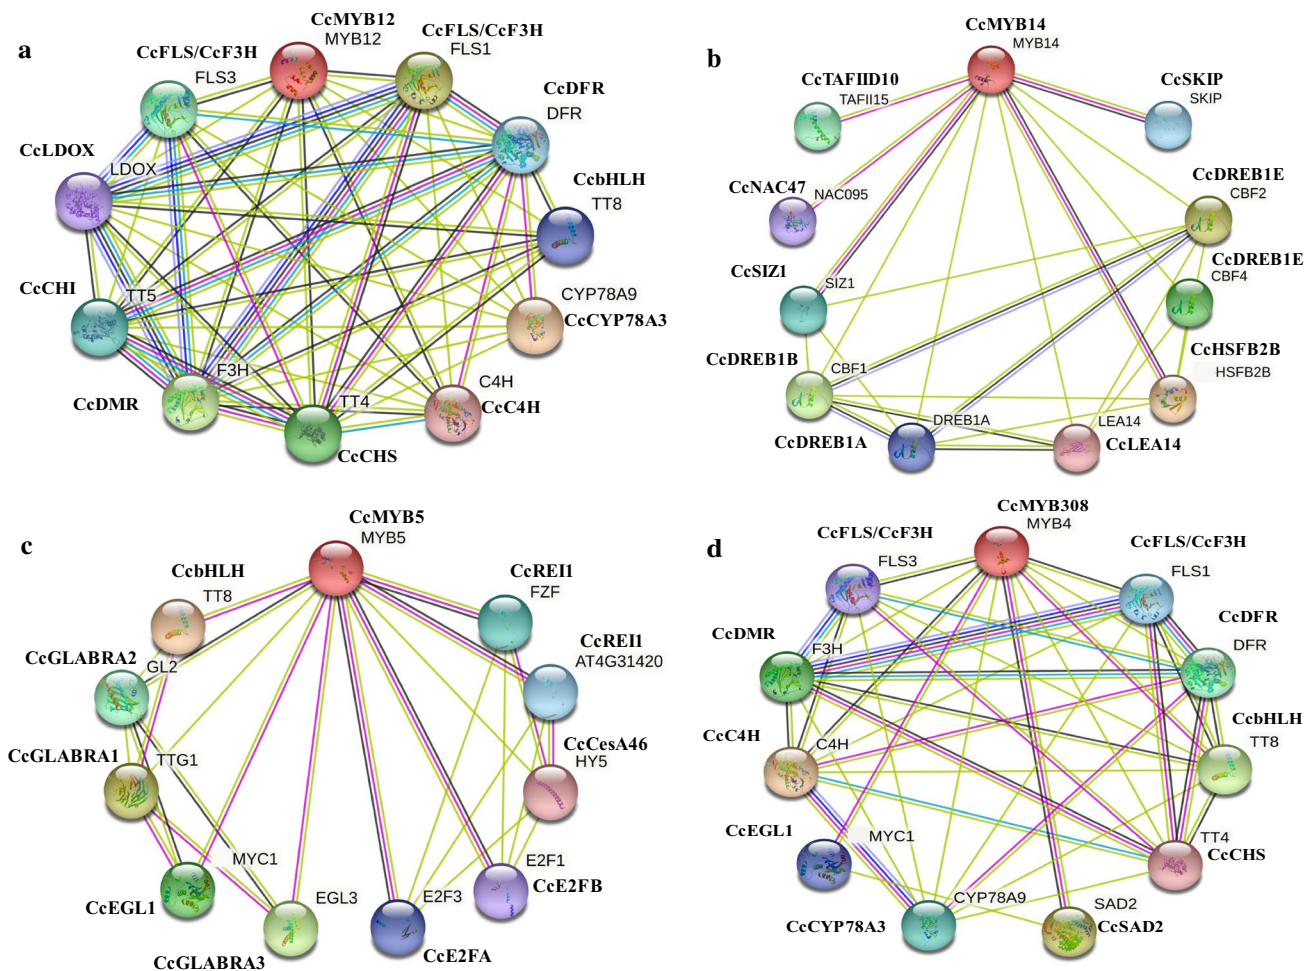 a
CcMYB12
MYB12
CcFLS/CcF3H
FLS1
CcFLS/CcF3H
FLS3
CcDFR
DFR
CcLDOX
LDOX
CcbHLH
TT8
CcCHI
TT5
CYP78A9
CcCYP78A3
F3H
CcDMR
TT4
CcCHS
C4H
CcC4H
b
CcMYB14
MYB14
CcTAFIID10
TAFII15
CcSKIP
SKIP
CcNAC47
NAC095
CcDREB1E
CBF2
CcSIZ1
SIZ1
CcDREB1E
CBF4
CcDREB1B
CBF1
CcHSFB2B
HSFB2B
DREB1A
CcDREB1A
LEA14
CcLEA14
c
CcMYB5
MYB5
CcbHLH
TT8
CcREI1
FZF
CcGLABRA2
GL2
CcREI1
AT4G31420
CcGLABRA1
TTG1
CcCesA46
HY5
MYC1
CcEGL1
EGL3
CcGLABRA3
E2F3
CcE2FA
E2F1
CcE2FB
d
CcMYB308
MYB4
CcFLS/CcF3H
FLS3
CcFLS/CcF3H
FLS1
CcDMR
F3H
CcDFR
DFR
CcC4H
C4H
CcbHLH
TT8
CcEGL1
MYC1
TT4
CcCHS
CYP78A9
CcCYP78A3
SAD2
CcSAD2